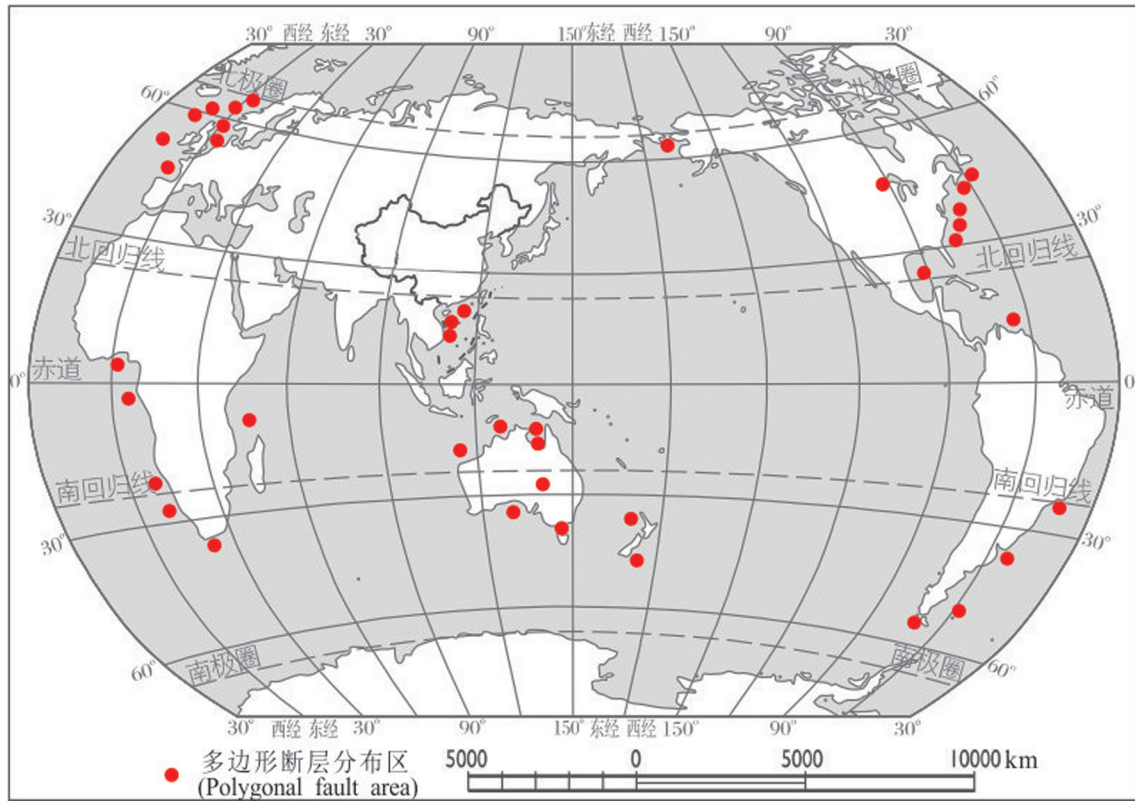 30° 西经 东经 30° 90° 150° 东经 西经 150° 90° 30°
60° 北极圈 北极圈 60°
30° 30°
北回归线 北回归线
0° 赤道 赤道 0°
南回归线 南回归线
30° 30°
60° 南极圈 南极圈 60°
30° 西经 东经 30° 90° 150° 东经 西经 150° 90° 30°
多边形断层分布区
(Polygonal fault area)
5000 0 5000 10000 km